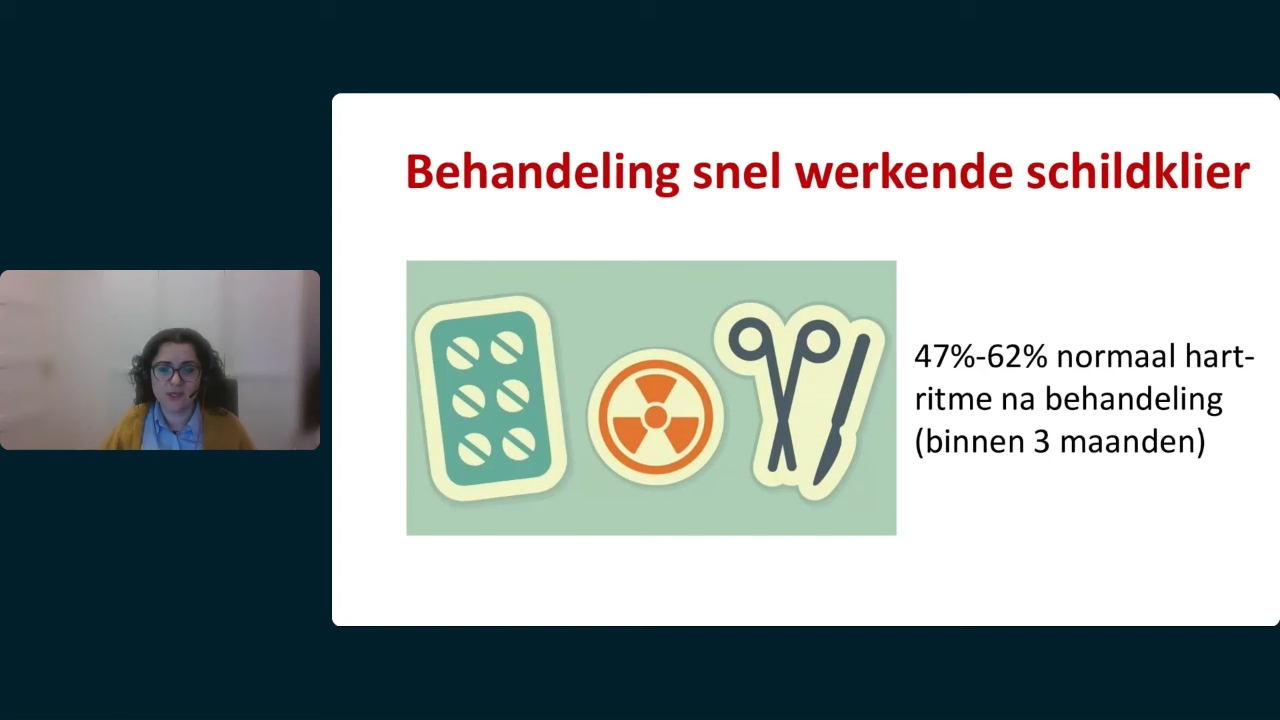 Behandeling snel werkende schildklier
47%-62% normaal hart-
ritme na behandeling
(binnen 3 maanden)